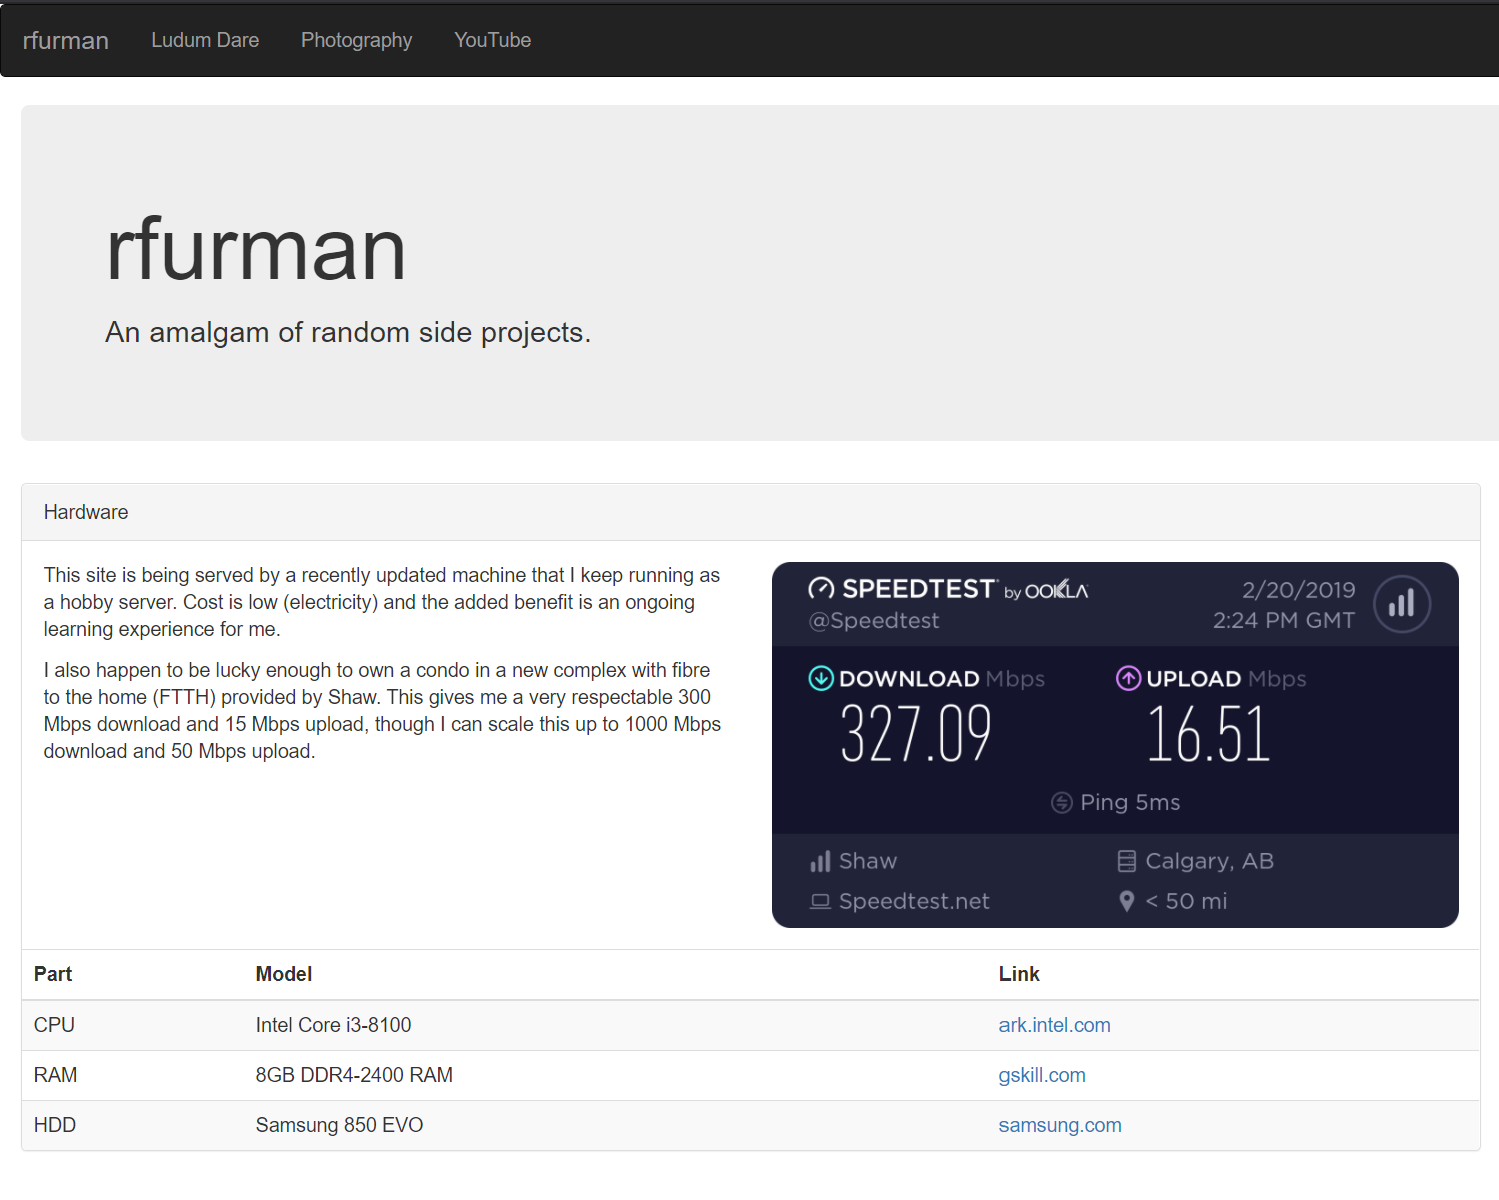 rfurman Ludum Dare Photography YouTube
rfurman
An amalgam of random side projects.
Hardware
This site is being served by a recently updated machine that I keep running as
a hobby server. Cost is low (electricity) and the added benefit is an ongoing
learning experience for me.
I also happen to be lucky enough to own a condo in a new complex with fibre
to the home (FTTH) provided by Shaw. This gives me a very respectable 300
Mbps download and 15 Mbps upload, though I can scale this up to 1000 Mbps
download and 50 Mbps upload.
SPEEDTEST by OOKLA 2/20/2019
@Speedtest 2:24 PM GMT
DOWNLOAD Mbps UPLOAD Mbps
327.09 16.51
Ping 5ms
Shaw Calgary, AB
Speedtest.net < 50 mi
Part Model Link
CPU Intel Core i3-8100 ark.intel.com
RAM 8GB DDR4-2400 RAM gskill.com
HDD Samsung 850 EVO samsung.com